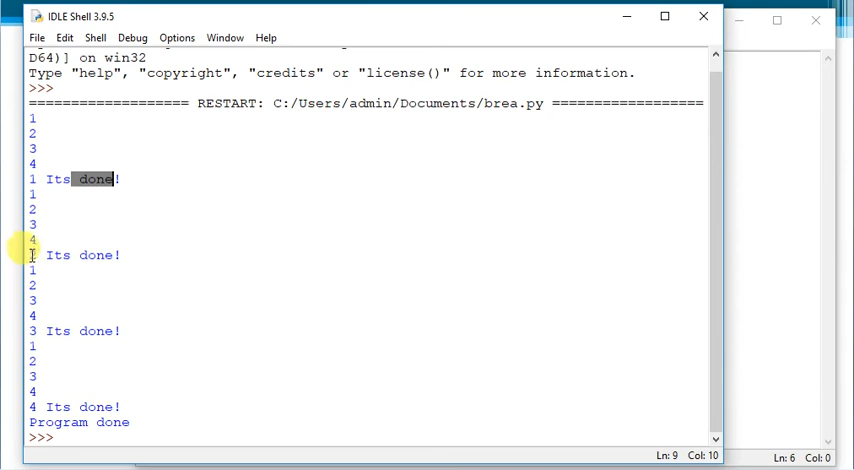 IDLE Shell 3.9.5
File Edit Shell Debug Options Window Help
D64)] on win32
Type "help", "copyright", "credits" or "license()" for more information.
>>>
=================== RESTART: C:/Users/admin/Documents/brea.py ==================
1
2
3
4
1 Its done!
1
2
3
4
Its done!
1
2
3
4
3 Its done!
1
2
3
4
4 Its done!
Program done
>>>
Ln: 9 Col: 10
Ln: 6 Col: 0